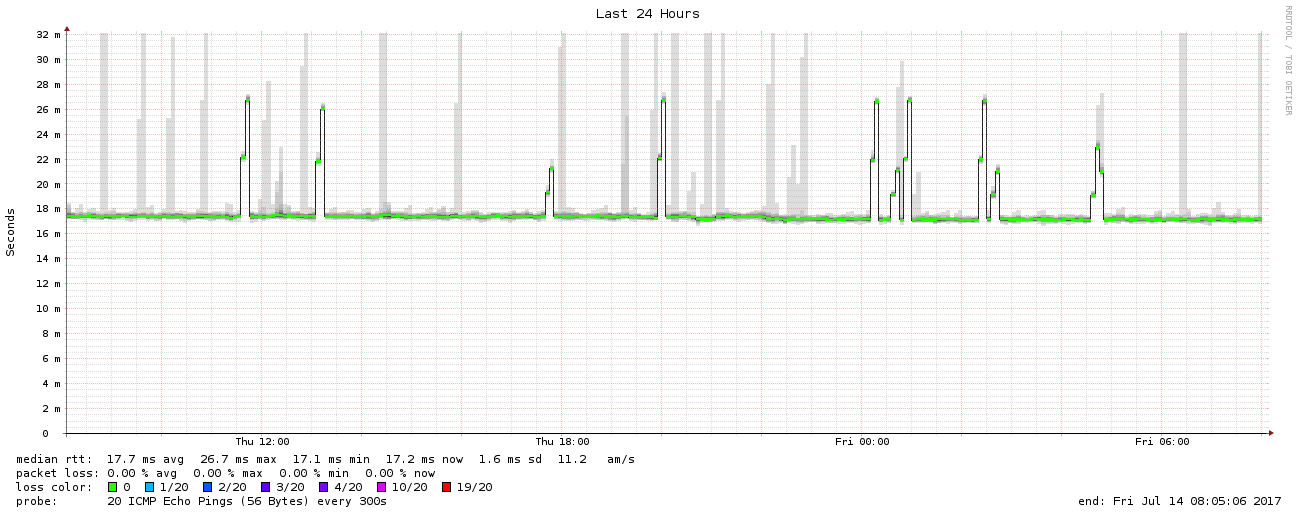 Last 24 Hours
RRDTOOL / TOBI OETIKER
Seconds
32 m
30 m
28 m
26 m
24 m
22 m
20 m
18 m
16 m
14 m
12 m
10 m
8 m
6 m
4 m
2 m
0
Thu 12:00 Thu 18:00 Fri 00:00 Fri 06:00
median rtt: 17.7 ms avg 26.7 ms max 17.1 ms min 17.2 ms now 1.6 ms sd 11.2 am/s
packet loss: 0.00 % avg 0.00 % max 0.00 % min 0.00 % now
loss color: 0 1/20 2/20 3/20 4/20 10/20 19/20
probe: 20 ICMP Echo Pings (56 Bytes) every 300s end: Fri Jul 14 08:05:06 2017